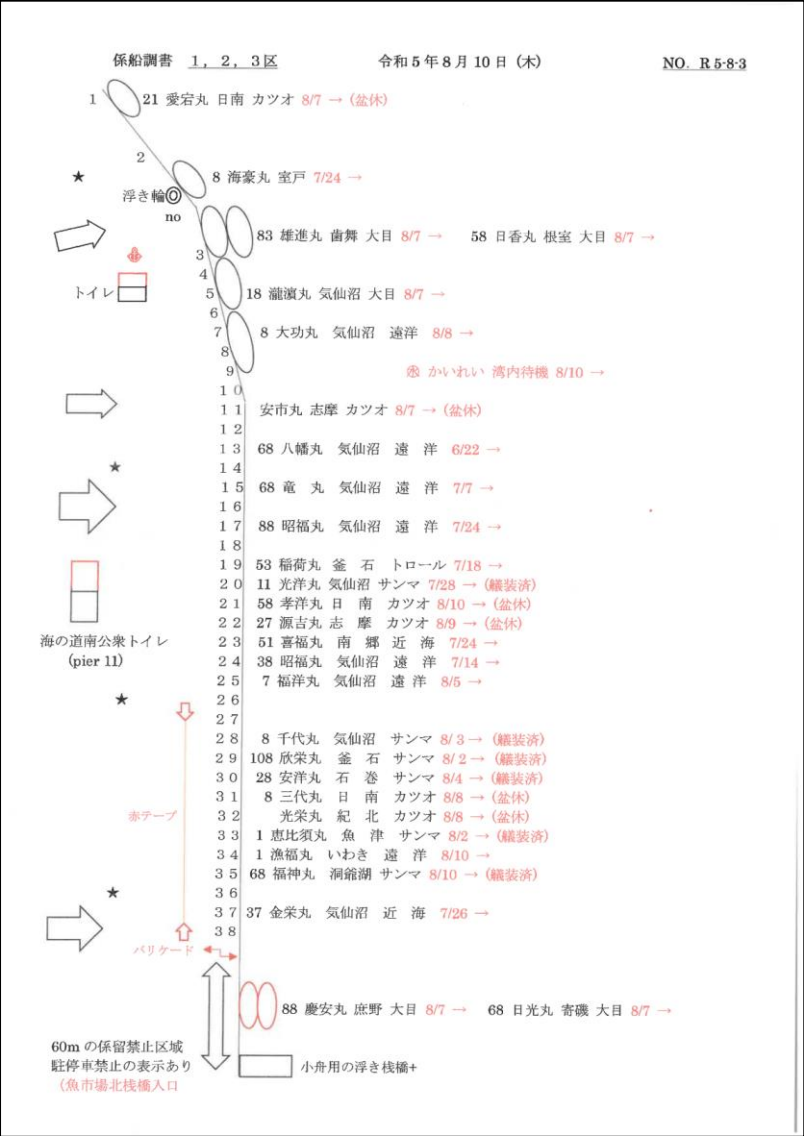 係船調書 1, 2, 3区 令和5年8月10日 (木) NO. R 5-8-3
1 21 愛宕丸 日南 カツオ 8/7 → (盆休)
2
★ 8 海豪丸 室戸 7/24 →
浮き輪◎
no
83 雄進丸 歯舞 大目 8/7 → 58 日香丸 根室 大目 8/7 →
3
4
トイレ 5 18 瀧濵丸 気仙沼 大目 8/7 →
6
7 8 大功丸 気仙沼 遠洋 8/8 →
8
9 かいれい 湾内待機 8/10 →
10
11 安市丸 志摩 カツオ 8/7 → (盆休)
12
13 68 八幡丸 気仙沼 遠 洋 6/22 →
★ 14
15 68 竜 丸 気仙沼 遠 洋 7/7 →
16
17 88 昭福丸 気仙沼 遠 洋 7/24 →
18
19 53 稲荷丸 釜 石 トロール 7/18 →
20 11 光洋丸 気仙沼 サンマ 7/28 → (艤装済)
21 58 孝洋丸 日 南 カツオ 8/10 → (盆休)
22 27 源吉丸 志 摩 カツオ 8/9 → (盆休)
海の道南公衆トイレ 23 51 喜福丸 南 郷 近 海 7/24 →
(pier 11) 24 38 昭福丸 気仙沼 遠 洋 7/14 →
25 7 福洋丸 気仙沼 遠 洋 8/5 →
★ 26
27
28 8 千代丸 気仙沼 サンマ 8/ 3 → (艤装済)
29 108 欣栄丸 釜 石 サンマ 8/ 2 → (艤装済)
30 28 安洋丸 石 巻 サンマ 8/4 → (艤装済)
31 8 三代丸 日 南 カツオ 8/8 → (盆休)
赤テープ 32 光栄丸 紀 北 カツオ 8/8 → (盆休)
33 1 恵比須丸 魚 津 サンマ 8/2 → (艤装済)
34 1 漁福丸 いわき 遠 洋 8/10 →
35 68 福神丸 洞爺湖 サンマ 8/10 → (艤装済)
★ 36
37 37 金栄丸 気仙沼 近 海 7/26 →
38
バリケード
88 慶安丸 庶野 大目 8/7 → 68 日光丸 寄磯 大目 8/7 →
60m の係留禁止区域
駐停車禁止の表示あり 小舟用の浮き桟橋+
(魚市場北桟橋入口